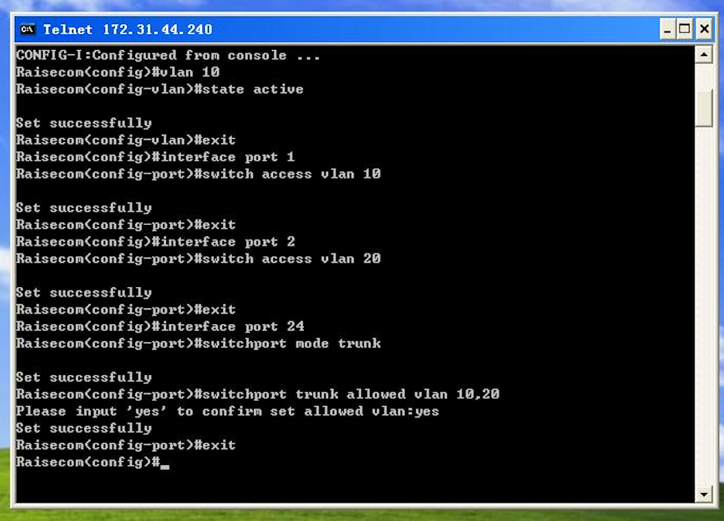 Telnet 172.31.44.240
CONFIG-I:Configured from console ...
Raisecom(config)#vlan 10
Raisecom(config-vlan)#state active
Set successfully
Raisecom(config-vlan)#exit
Raisecom(config)#interface port 1
Raisecom(config-port)#switch access vlan 10
Set successfully
Raisecom(config-port)#exit
Raisecom(config)#interface port 2
Raisecom(config-port)#switch access vlan 20
Set successfully
Raisecom(config-port)#exit
Raisecom(config)#interface port 24
Raisecom(config-port)#switchport mode trunk
Set successfully
Raisecom(config-port)#switchport trunk allowed vlan 10,20
Please input 'yes' to confirm set allowed vlan:yes
Set successfully
Raisecom(config-port)#exit
Raisecom(config)#_